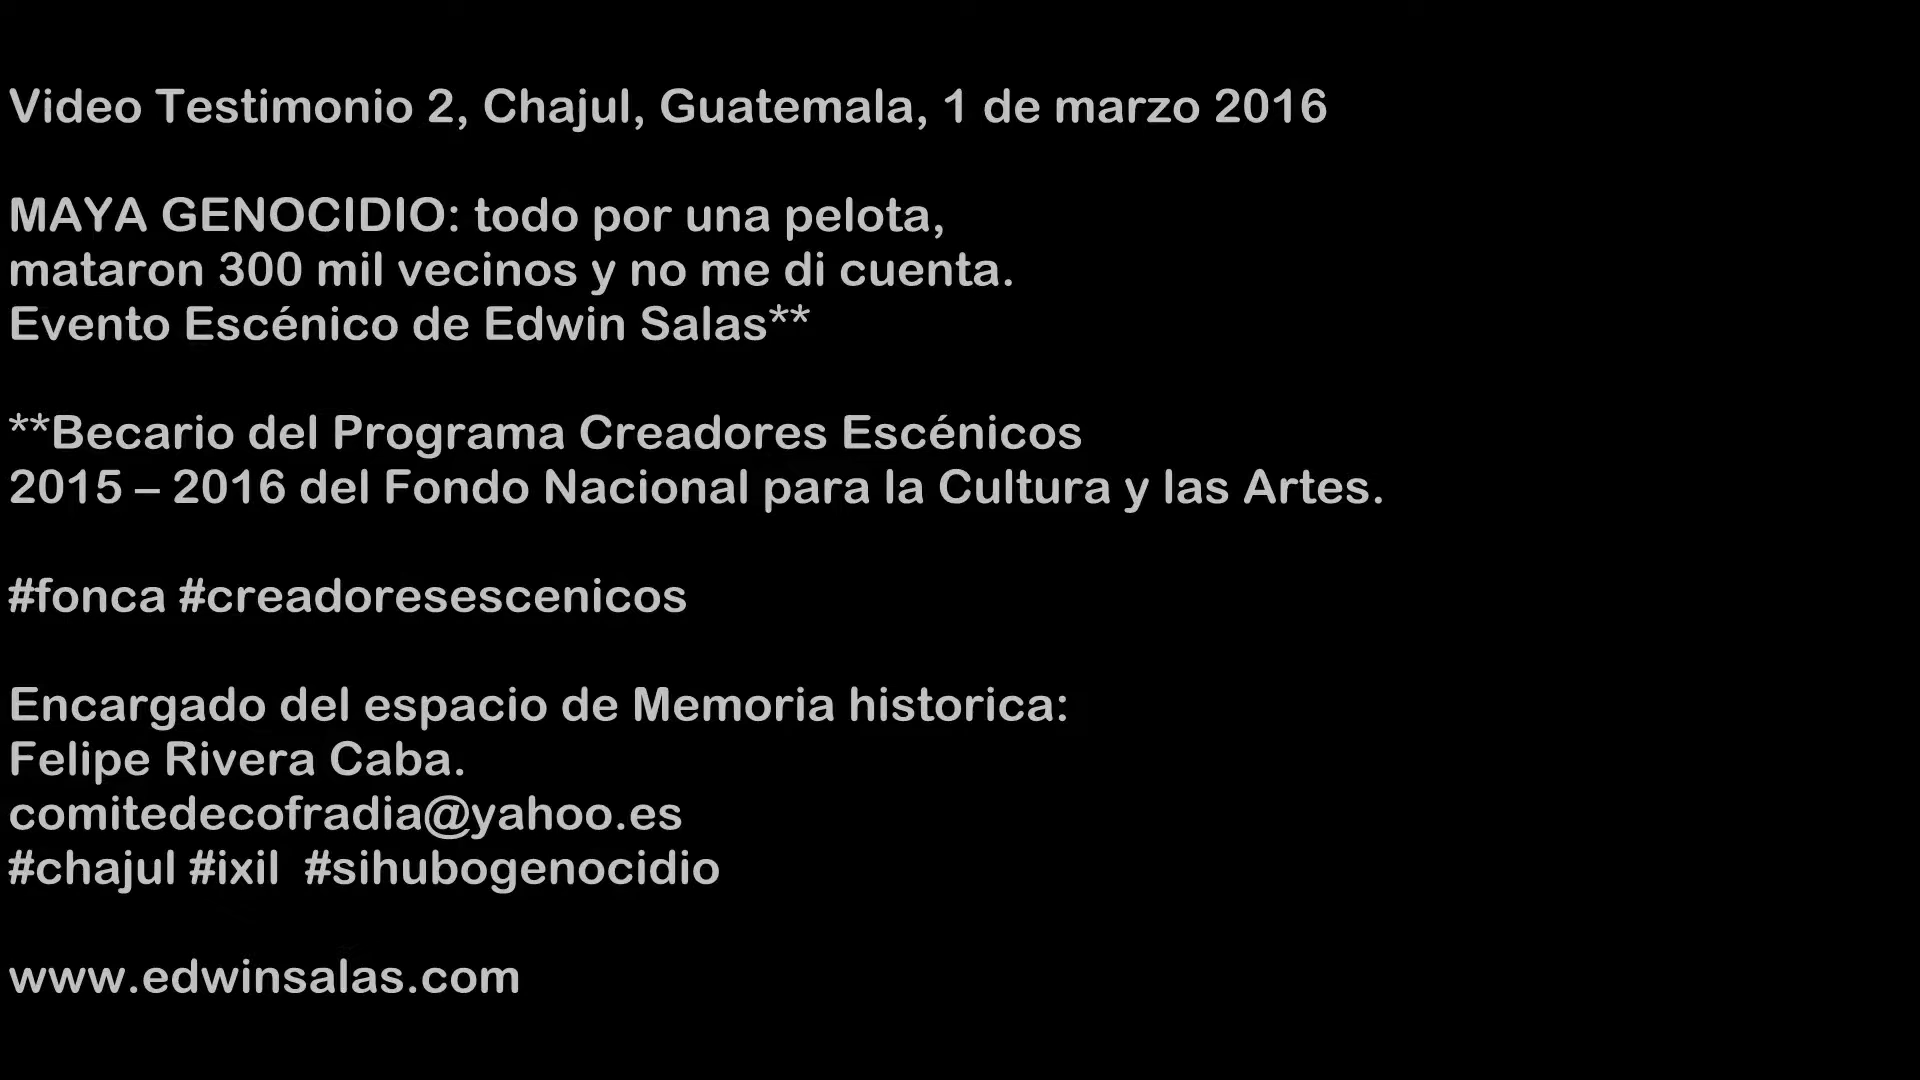 Video Testimonio 2, Chajul, Guatemala, 1 de marzo 2016
MAYA GENOCIDIO: todo por una pelota,
mataron 300 mil vecinos y no me di cuenta.
Evento Escénico de Edwin Salas**
**Becario del Programa Creadores Escénicos
2015 – 2016 del Fondo Nacional para la Cultura y las Artes.
#fonca #creadoresescenicos
Encargado del espacio de Memoria historica:
Felipe Rivera Caba.
comitedecofradia@yahoo.es
#chajul #ixil  #sihubogenocidio
www.edwinsalas.com